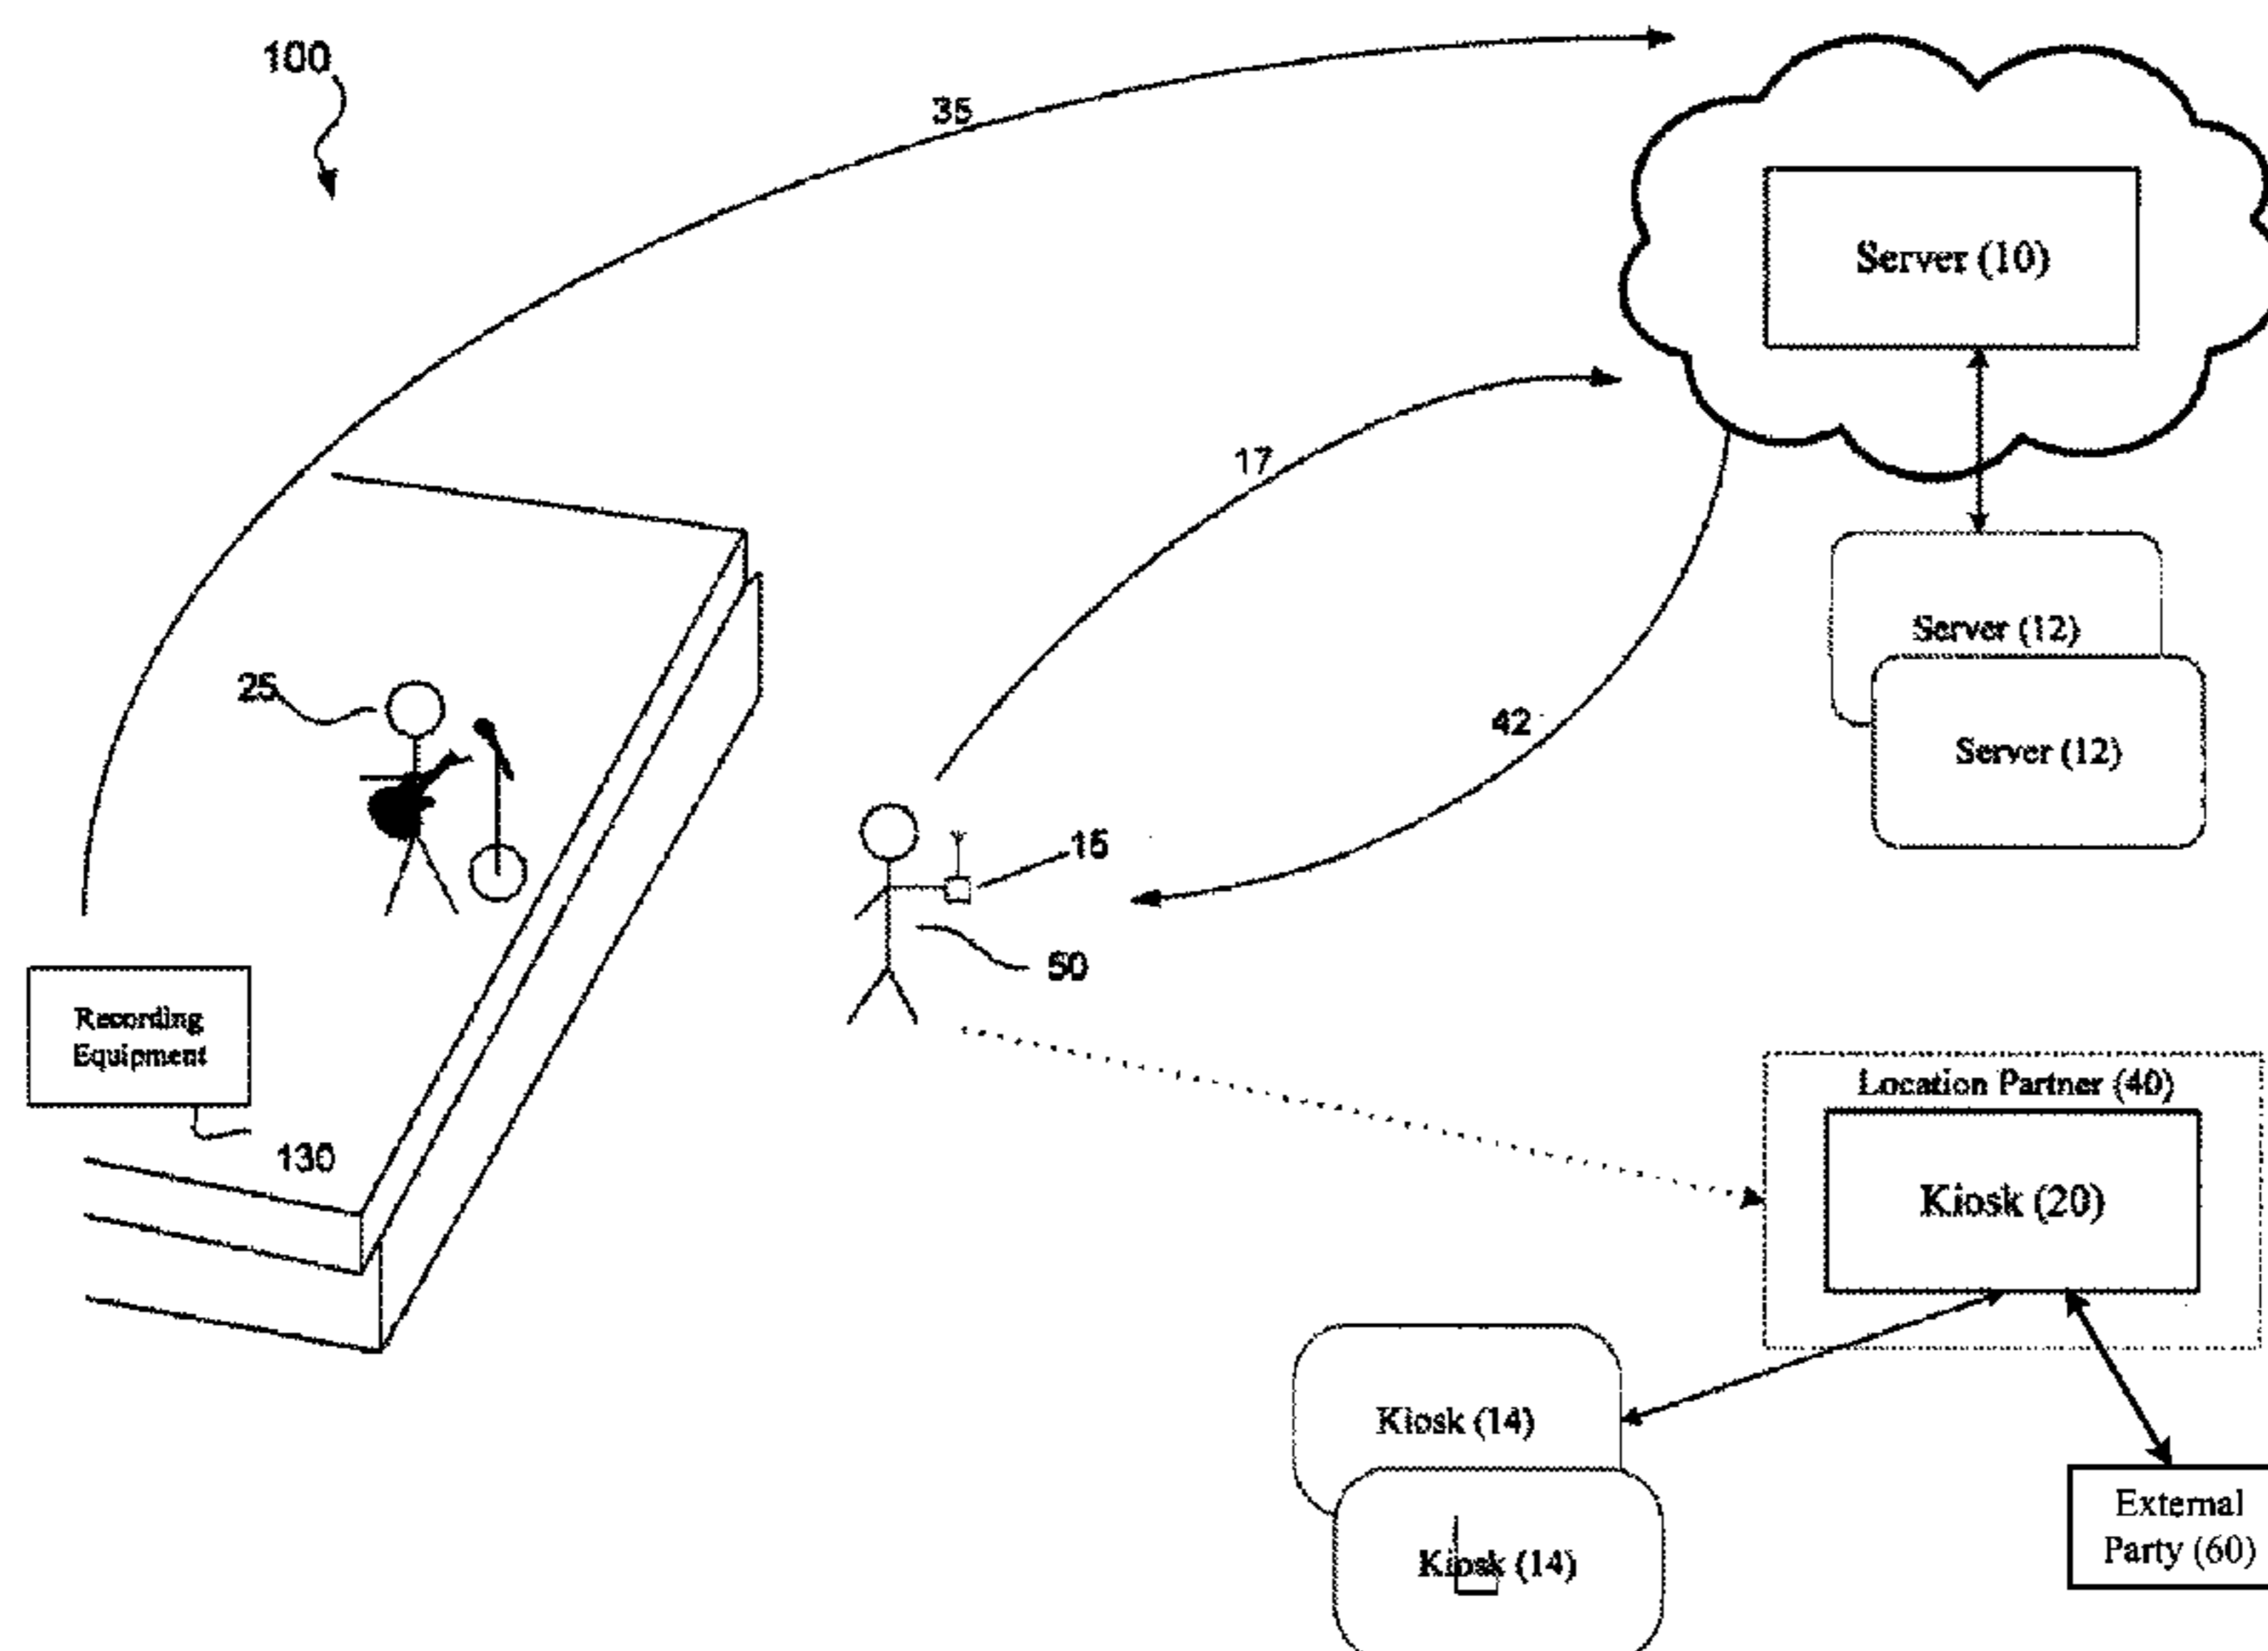 100
35
Server (10)
17
Server (12)
25
42
Server (12)
15
50
Recording
Equipment
Location Partner (40)
130
Kiosk (20)
Kiosk (14)
External
Party (60)
Kiosk (14)